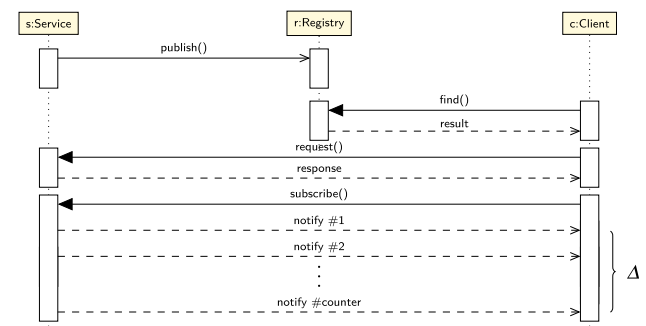 s:Service
r:Registry
c:Client
publish()
find()
result
request()
response
subscribe()
notify #1
notify #2
Δ
notify #counter